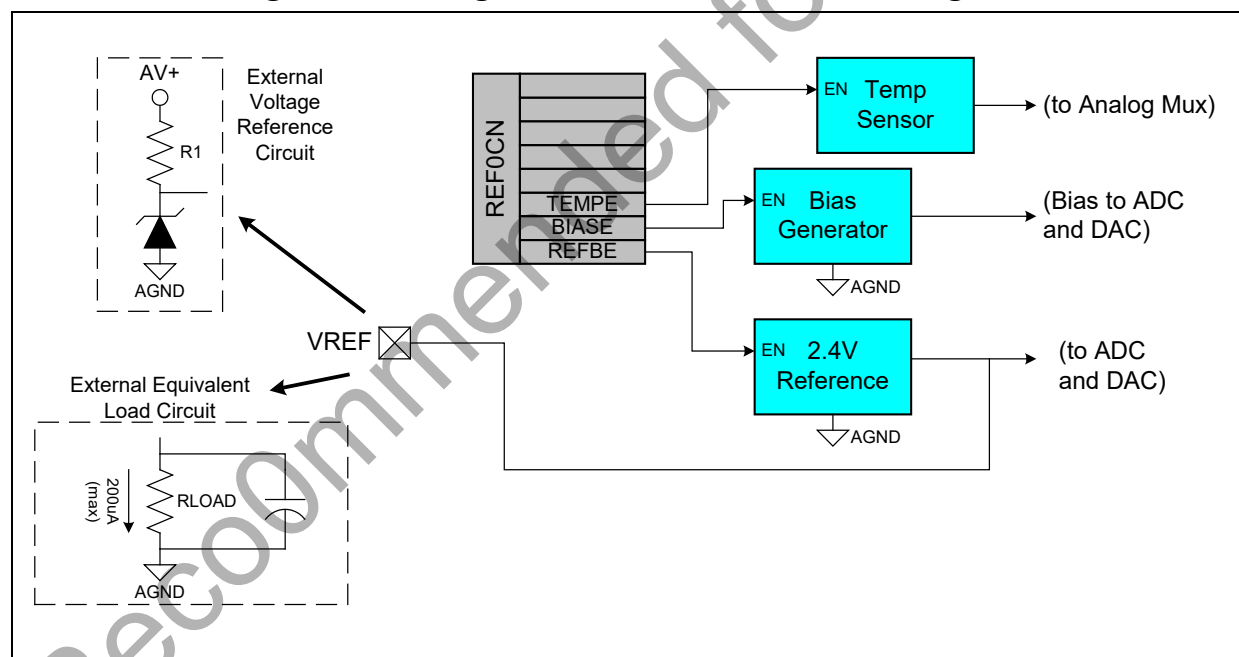 AV+
R1
AGND
External
Voltage
Reference
Circuit
REF0CN
TEMPE
BIASE
REFBE
EN
Temp
Sensor
(to Analog Mux)
EN
Bias
Generator
AGND
(Bias to ADC
and DAC)
EN
2.4V
Reference
AGND
(to ADC
and DAC)
VREF
External Equivalent
Load Circuit
200uA
(max)
RLOAD
AGND
Rec0mmended fo